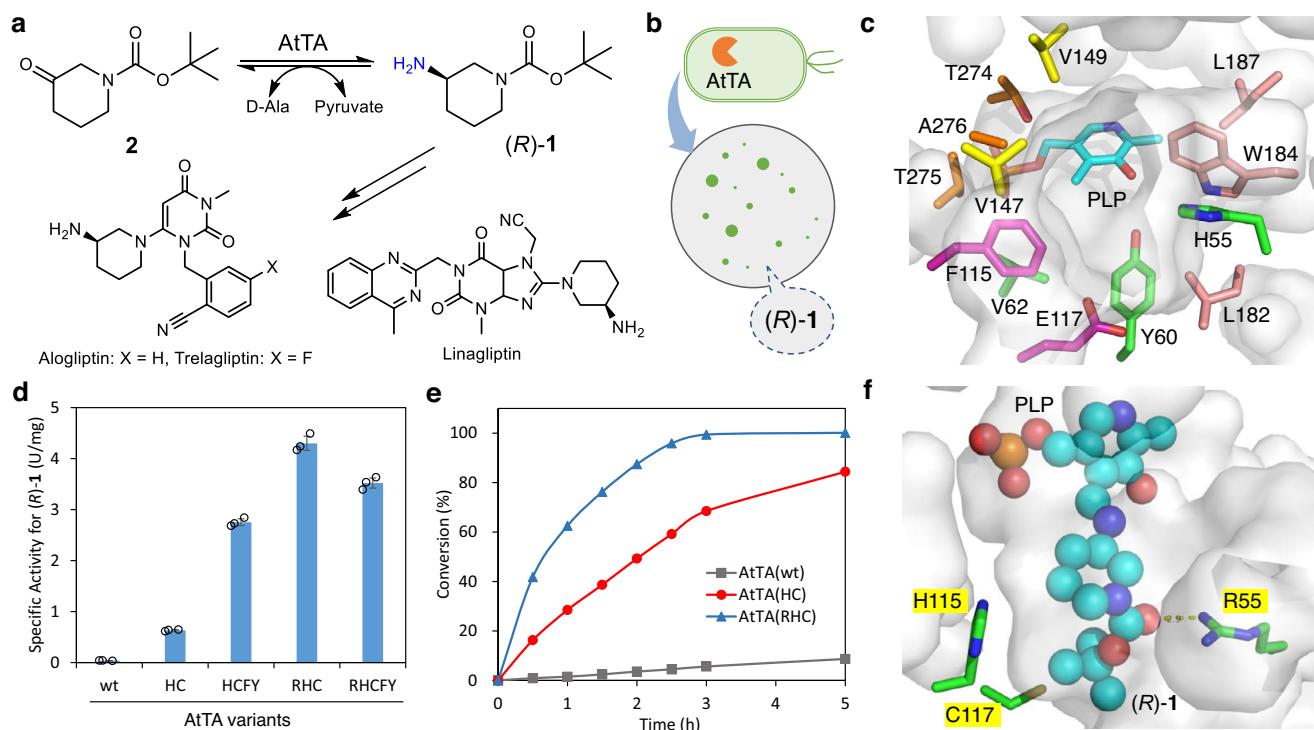 a
AtTA
O
N
O
O
H2N
N
O
O
D-Ala
Pyruvate
2
(R)-1
O
N
H2N
N
N
O
X
N
CN
N
N
N
O
O
N
N
N
N
N
NH2
Alogliptin: X = H, Trelagliptin: X = F
Linagliptin
b
AtTA
(R)-1
c
V149
T274
L187
A276
W184
T275
PLP
V147
H55
F115
V62
E117
Y60
L182
d
Specific Activity for (R)-1 (U/mg)
5
4
3
2
1
0
wt
HC
HCFY
RHC
RHCFY
AtTA variants
e
Conversion (%)
100
80
60
40
20
0
AtTA(wt)
AtTA(HC)
AtTA(RHC)
0
1
2
3
4
5
Time (h)
f
PLP
H115
R55
C117
(R)-1